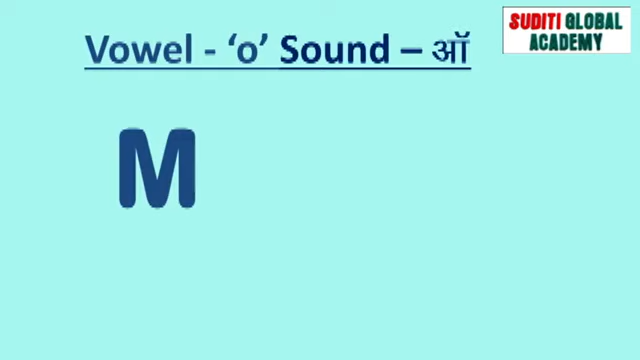 Vowel - ‘o’ Sound – ऑ
SUDITI GLOBAL
ACADEMY
M